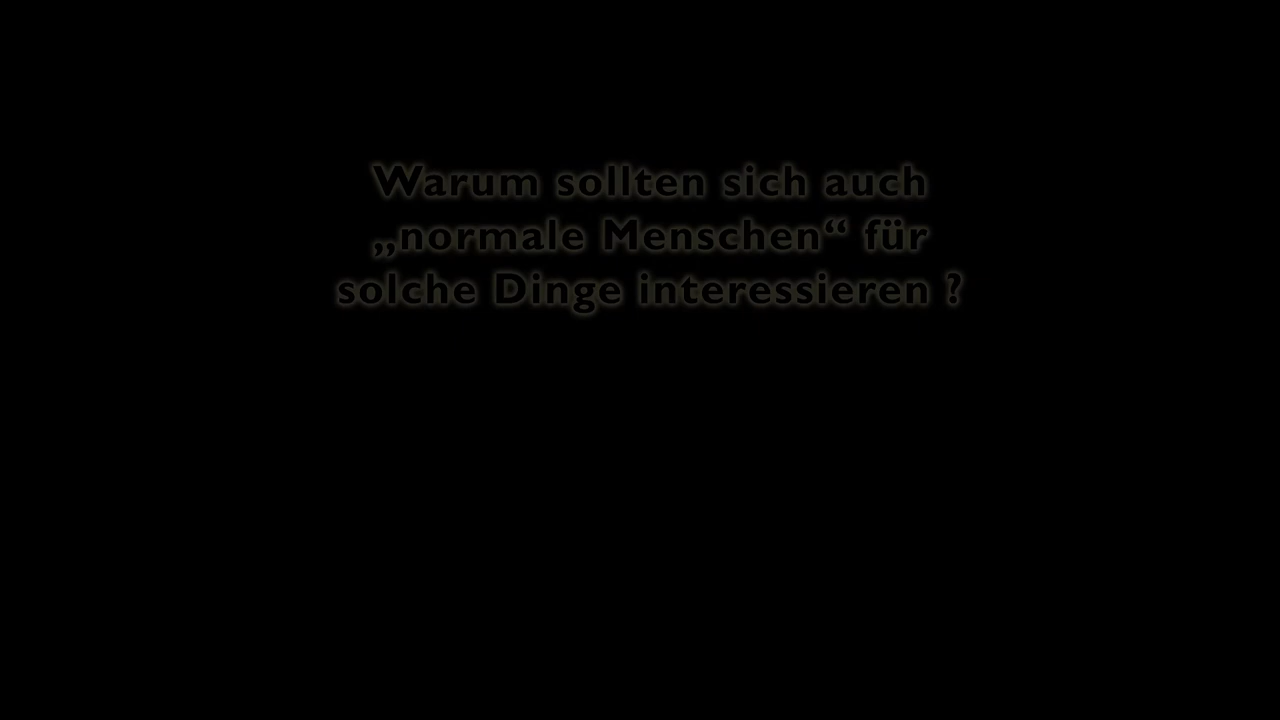 Warum sollten sich auch
„normale Menschen“ für
solche Dinge interessieren ?